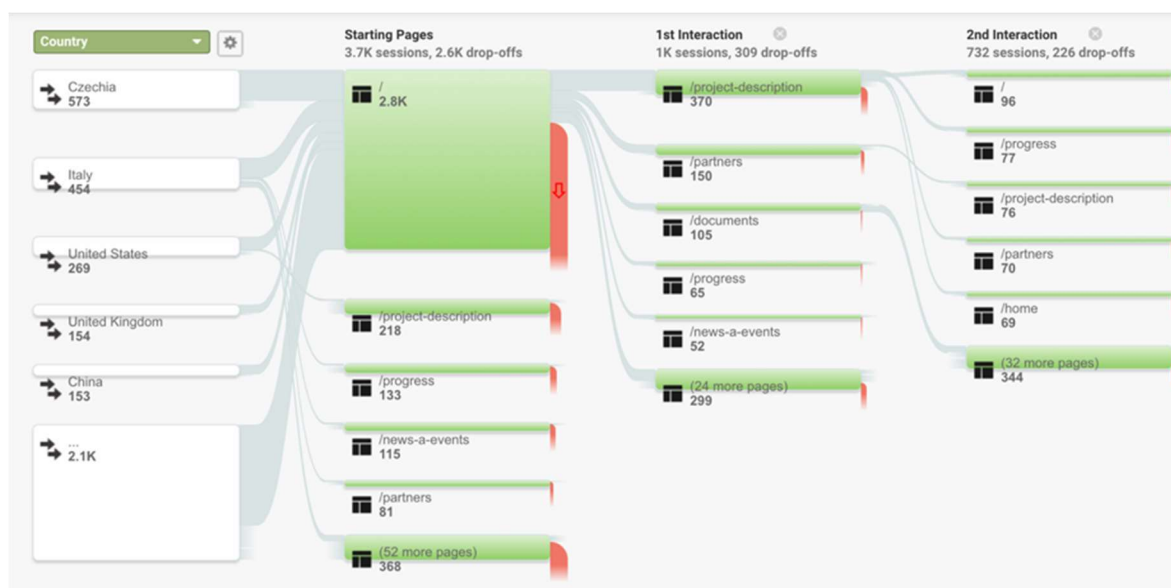 Country
Czechia
573
Italy
454
United States
269
United Kingdom
154
China
153
...
2.1K
Starting Pages
3.7K sessions, 2.6K drop-offs
/
2.8K
/project-description
218
/progress
133
/news-a-events
115
/partners
81
(52 more pages)
368
1st Interaction
1K sessions, 309 drop-offs
/project-description
370
/partners
150
/documents
105
/progress
65
/news-a-events
52
(24 more pages)
299
2nd Interaction
732 sessions, 226 drop-offs
/
96
/progress
77
/project-description
76
/partners
70
/home
69
(32 more pages)
344